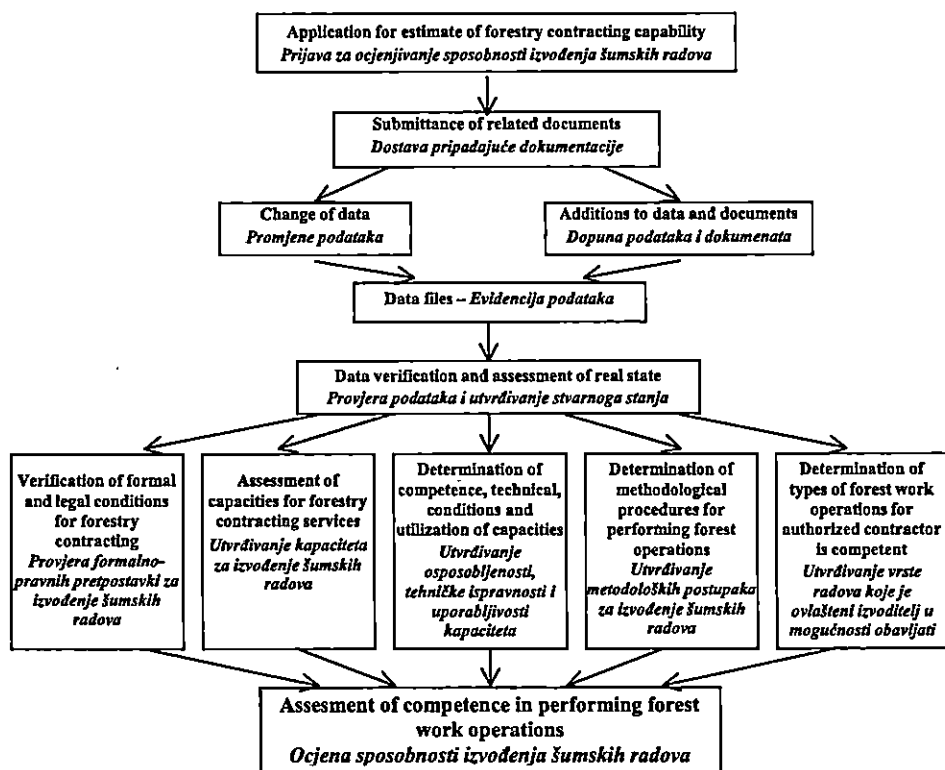 Application for estimate of forestry contracting capability
Prijava za ocjenjivanje sposobnosti izvođenja šumskih radova
Submittance of related documents
Dostava pripadajuće dokumentacije
Change of data
Promjene podataka
Additions to data and documents
Dopuna podataka i dokumenata
Data files – Evidencija podataka
Data verification and assessment of real state
Provjera podataka i utvrđivanje stvarnoga stanja
Verification of formal
and legal conditions
for forestry
contracting
Provjera formalno-
pravnih pretpostavki za
izvođenje šumskih
radova
Assessment of
capacities for forestry
contracting services
Utvrđivanje kapaciteta
za izvođenje šumskih
radova
Determination of
competence, technical,
conditions and
utilization of capacities
Utvrđivanje
osposobljenosti,
tehničke ispravnosti i
uporabljivosti
kapaciteta
Determination of
methodological
procedures for
performing forest
operations
Utvrđivanje
metodoloških postupaka
za izvođenje šumskih
radova
Determination of
types of forest work
operations for
authorized contractor
is competent
Utvrđivanje vrste
radova koje je
ovlašteni izvoditelj u
mogućnosti obavljati
Assesment of competence in performing forest
work operations
Ocjena sposobnosti izvođenja šumskih radova